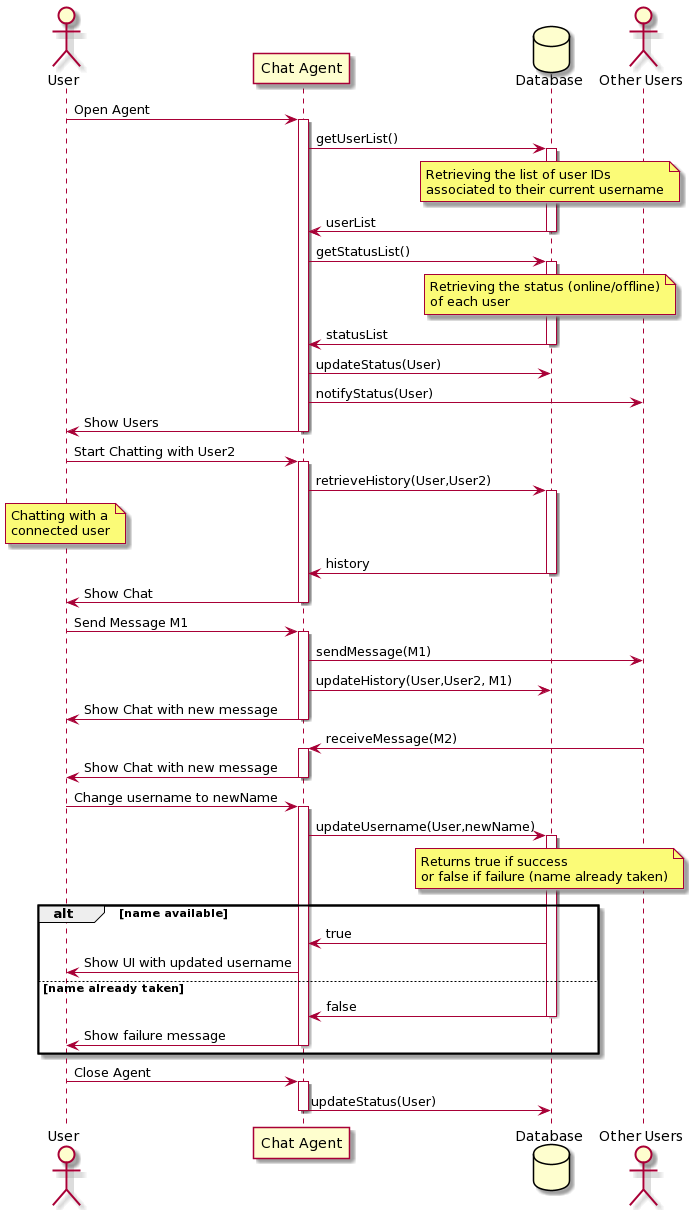 User
Chat Agent
Database
Other Users
Open Agent
getUserList()
Retrieving the list of user IDs
associated to their current username
userList
getStatusList()
Retrieving the status (online/offline)
of each user
statusList
updateStatus(User)
notifyStatus(User)
Show Users
Start Chatting with User2
retrieveHistory(User,User2)
Chatting with a
connected user
history
Show Chat
Send Message M1
sendMessage(M1)
updateHistory(User,User2, M1)
Show Chat with new message
receiveMessage(M2)
Show Chat with new message
Change username to newName
updateUsername(User,newName)
Returns true if success
or false if failure (name already taken)
alt [name available]
true
Show UI with updated username
[name already taken]
false
Show failure message
Close Agent
updateStatus(User)
User
Chat Agent
Database
Other Users